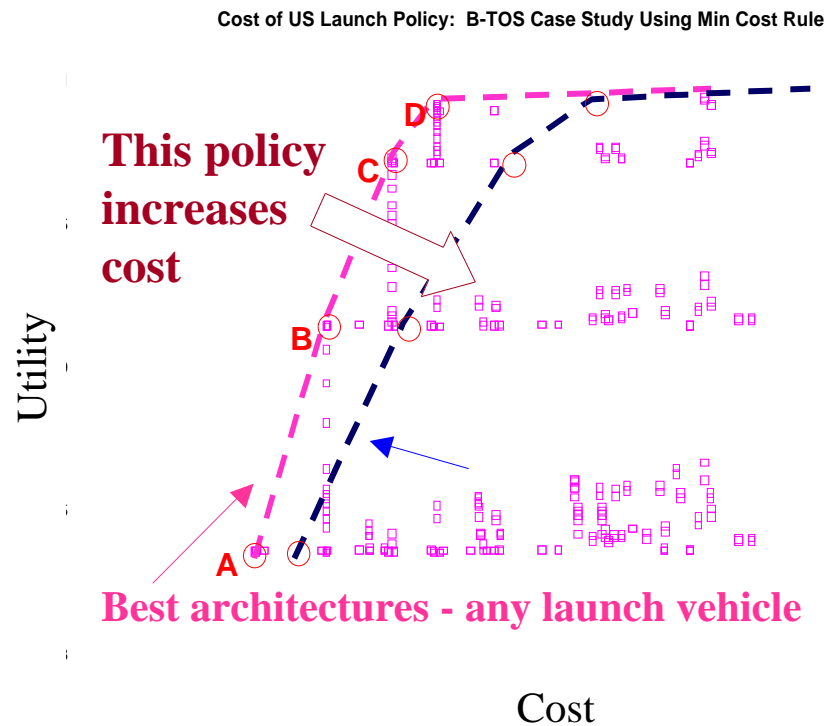 Cost of US Launch Policy: B-TOS Case Study Using Min Cost Rule
D
This policy
increases
cost
C
B
Utility
A
Best architectures - any launch vehicle
Cost